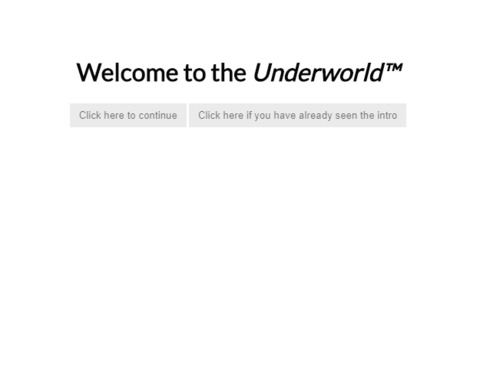 Welcome to the Underworld™
Click here to continue Click here if you have already seen the intro